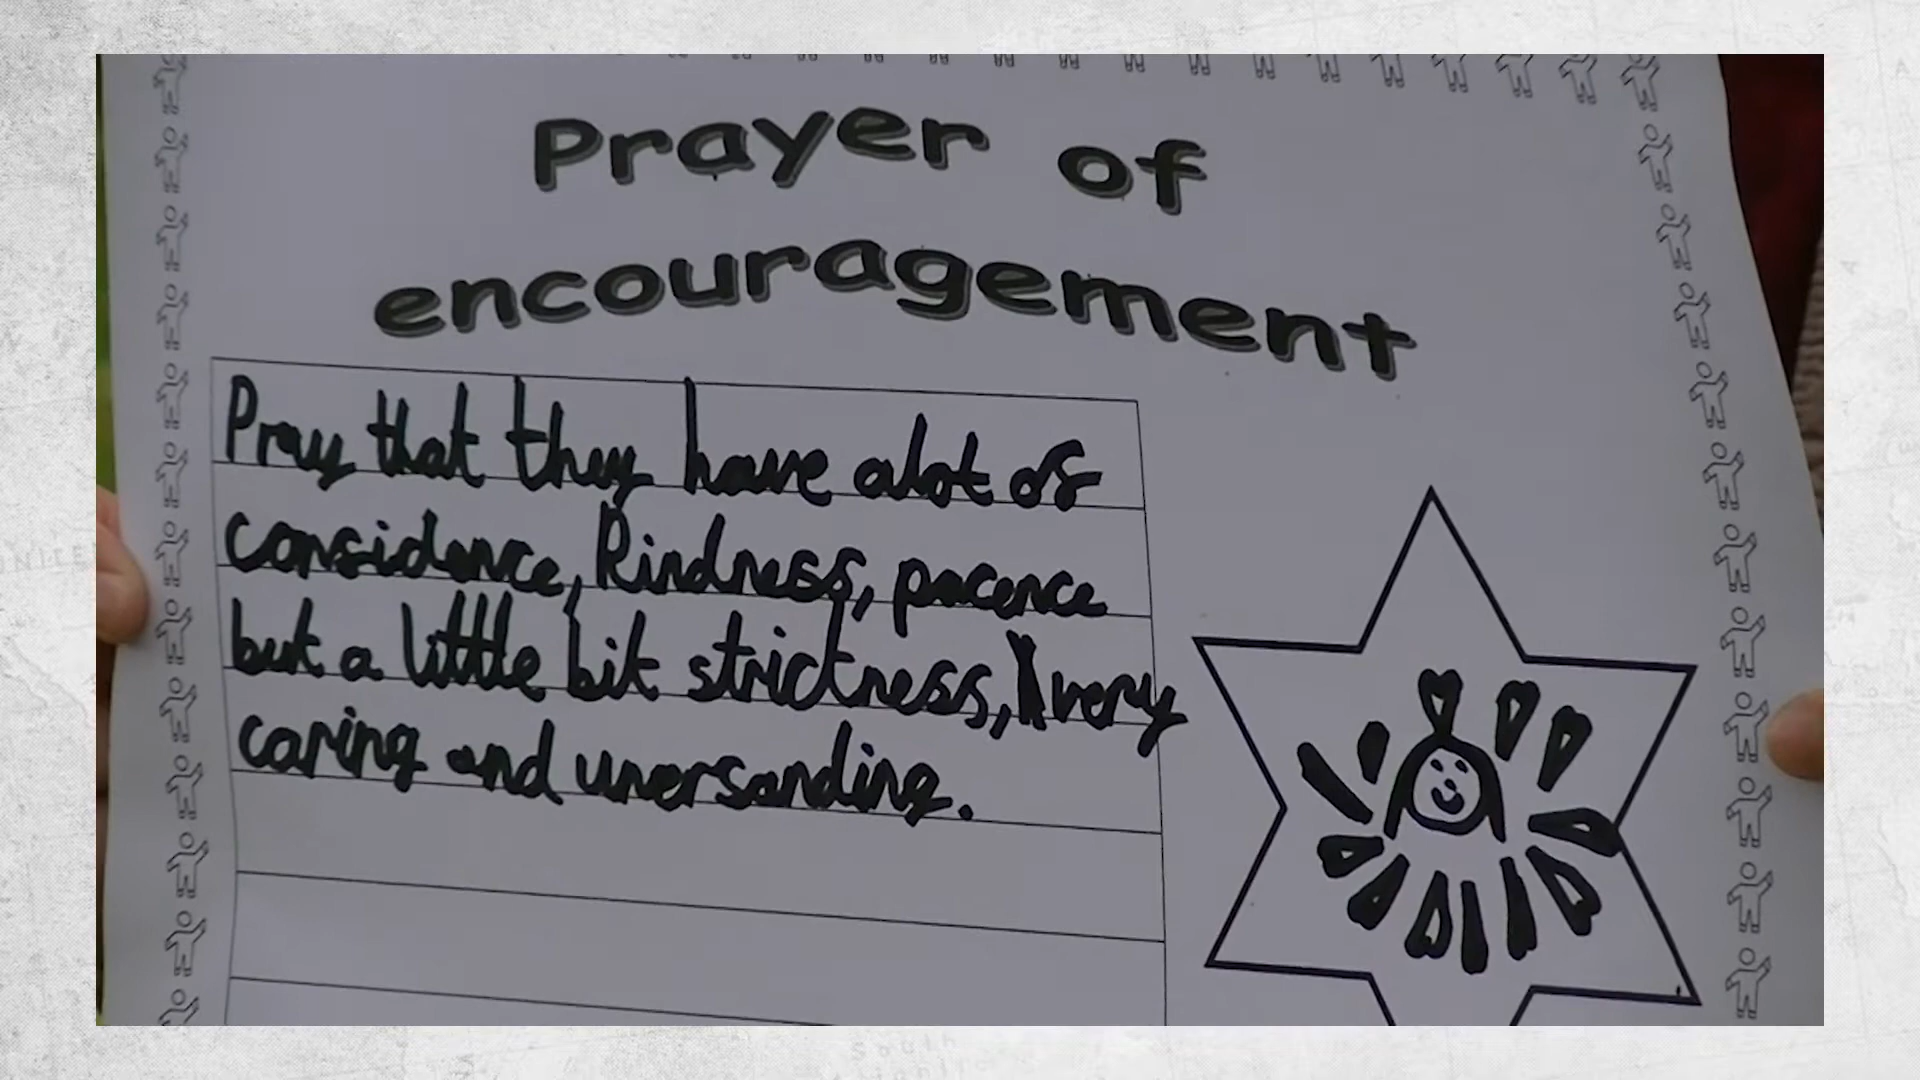 Prayer of
encouragement
Pray that they have alot of
considence, kindness, pacence
but a little bit strictness, very
caring and unersanding.